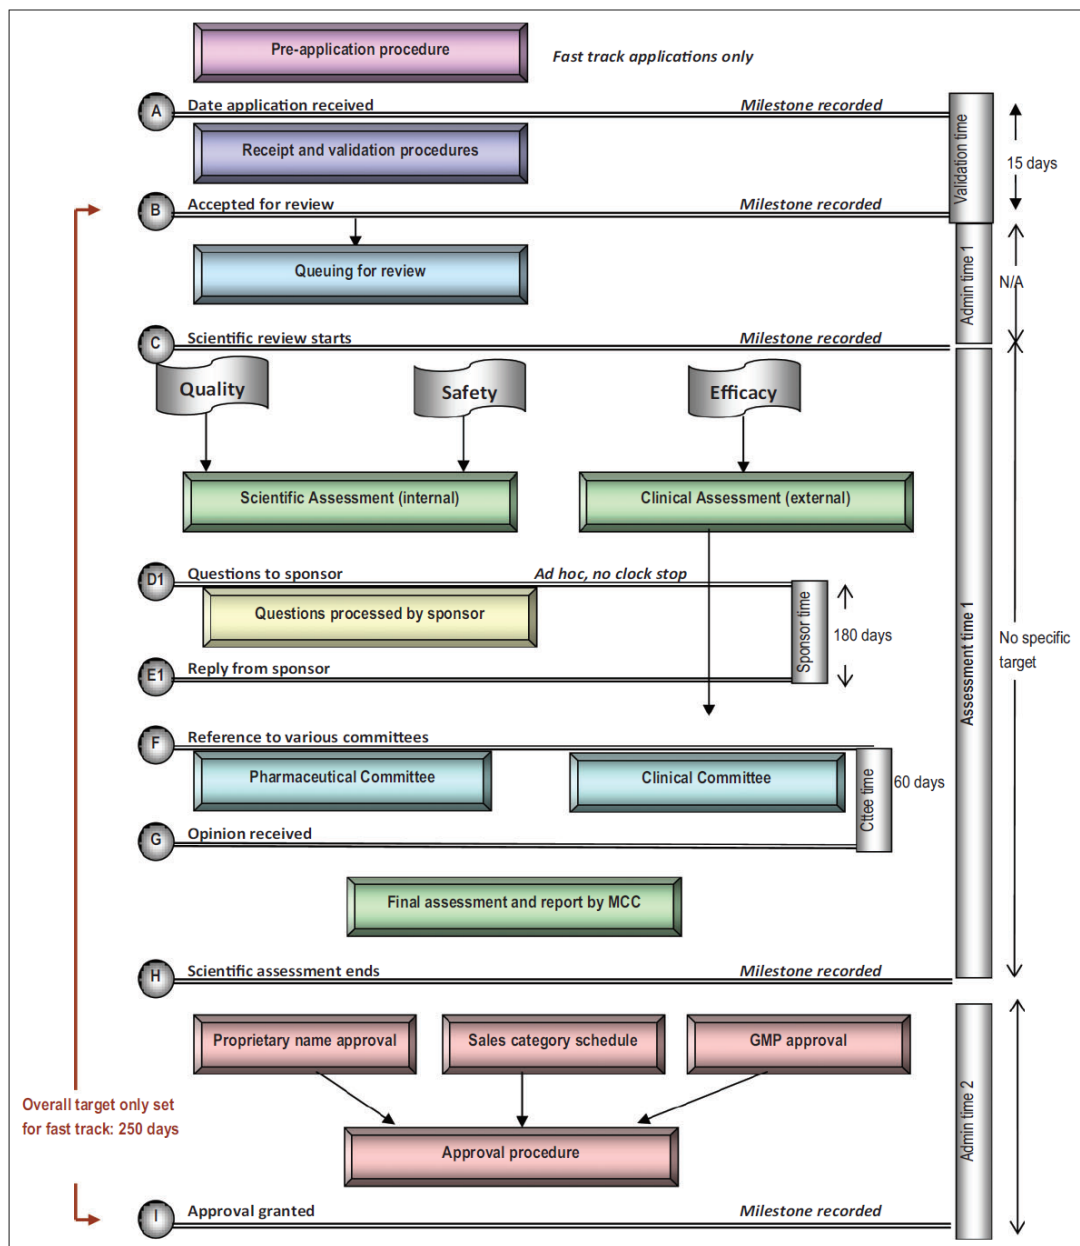 Pre-application procedure
Fast track applications only
A
Date application received
Milestone recorded
Receipt and validation procedures
Validation time
15 days
B
Accepted for review
Milestone recorded
Queuing for review
Admin time 1
N/A
C
Scientific review starts
Milestone recorded
Quality
Safety
Efficacy
Scientific Assessment (internal)
Clinical Assessment (external)
D1
Questions to sponsor
Ad hoc, no clock stop
Questions processed by sponsor
Sponsor time
180 days
Assessment time 1
No specific
target
E1
Reply from sponsor
F
Reference to various committees
Pharmaceutical Committee
Clinical Committee
Cttee time
60 days
G
Opinion received
Final assessment and report by MCC
H
Scientific assessment ends
Milestone recorded
Proprietary name approval
Sales category schedule
GMP approval
Admin time 2
Overall target only set
for fast track: 250 days
Approval procedure
I
Approval granted
Milestone recorded